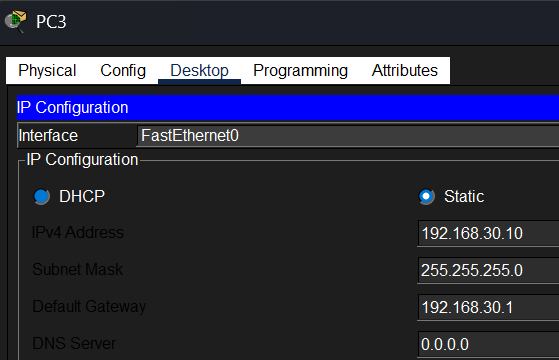 PC3
Physical Config Desktop Programming Attributes
IP Configuration
Interface FastEthernet0
IP Configuration
DHCP Static
IPv4 Address 192.168.30.10
Subnet Mask 255.255.255.0
Default Gateway 192.168.30.1
DNS Server 0.0.0.0